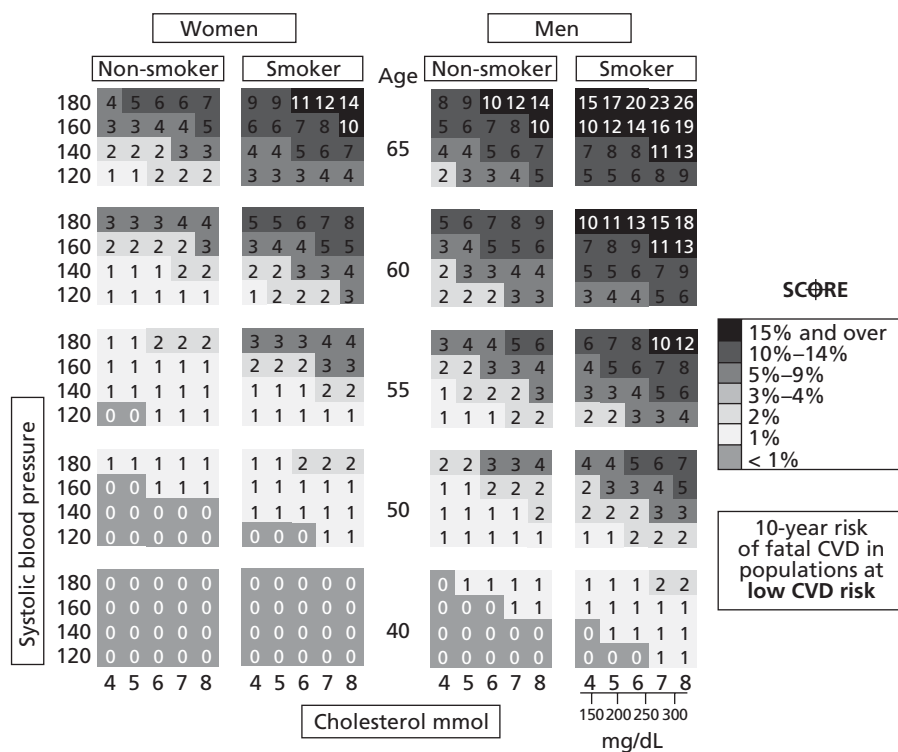 Women Men
Non-smoker Smoker Age Non-smoker Smoker
180 4 5 6 6 7 9 9 11 12 14 8 9 10 12 14 15 17 20 23 26
160 3 3 4 4 5 6 6 7 8 10 5 6 7 8 10 10 12 14 16 19
65
140 2 2 2 3 3 4 4 5 6 7 4 4 5 6 7 7 8 8 11 13
120 1 1 2 2 2 3 3 3 4 4 2 3 3 4 5 5 5 6 8 9
180 3 3 3 4 4 5 5 6 7 8 5 6 7 8 9 10 11 13 15 18
160 2 2 2 2 3 3 4 4 5 5 3 4 5 5 6 7 8 9 11 13
60
140 1 1 1 2 2 2 2 3 3 4 2 3 3 4 4 5 5 6 7 9
120 1 1 1 1 1 1 2 2 2 3 2 2 2 3 3 3 4 4 5 6
180 1 1 2 2 2 3 3 3 4 4 3 4 4 5 6 6 7 8 10 12
160 1 1 1 1 1 2 2 2 3 3 2 2 3 3 4 4 5 6 7 8
55
140 1 1 1 1 1 1 1 1 2 2 1 2 2 2 3 3 3 4 5 6
120 0 0 1 1 1 1 1 1 1 1 1 1 1 2 2 2 2 3 3 4
180 1 1 1 1 1 1 1 2 2 2 2 2 3 3 4 4 4 5 6 7
160 0 0 1 1 1 1 1 1 1 1 1 1 2 2 2 2 3 3 4 5
50
140 0 0 0 0 0 1 1 1 1 1 1 1 1 1 2 2 2 2 3 3
120 0 0 0 0 0 0 0 0 1 1 1 1 1 1 1 1 1 2 2 2
180 0 0 0 0 0 0 0 0 0 0 0 1 1 1 1 1 1 1 2 2
160 0 0 0 0 0 0 0 0 0 0 0 0 0 1 1 1 1 1 1 1
40
140 0 0 0 0 0 0 0 0 0 0 0 0 0 0 0 0 1 1 1 1
120 0 0 0 0 0 0 0 0 0 0 0 0 0 0 0 0 0 0 1 1
4 5 6 7 8 4 5 6 7 8 4 5 6 7 8 4 5 6 7 8
150 200 250 300
mg/dL
Cholesterol mmol
Systolic blood pressure
SCORE
15% and over
10%–14%
5%–9%
3%–4%
2%
1%
< 1%
10-year risk
of fatal CVD in
populations at
low CVD risk